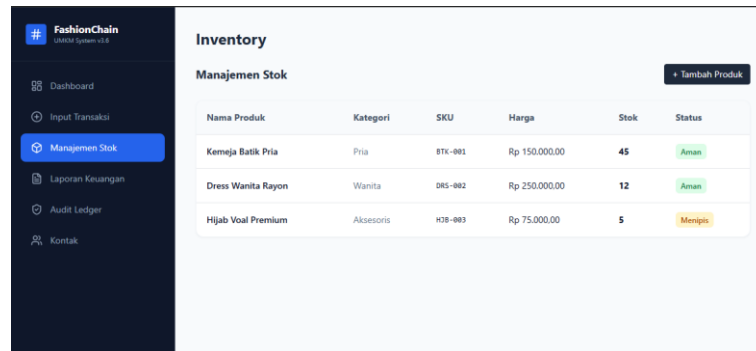 #
FashionChain
UMKM System v3.6
Dashboard
Input Transaksi
Manajemen Stok
Laporan Keuangan
Audit Ledger
Kontak
Inventory
Manajemen Stok
+ Tambah Produk
Nama Produk Kategori SKU Harga Stok Status
Kemeja Batik Pria Pria BTK-001 Rp 150.000,00 45 Aman
Dress Wanita Rayon Wanita DRS-002 Rp 250.000,00 12 Aman
Hijab Voal Premium Aksesoris HJB-003 Rp 75.000,00 5 Menipis